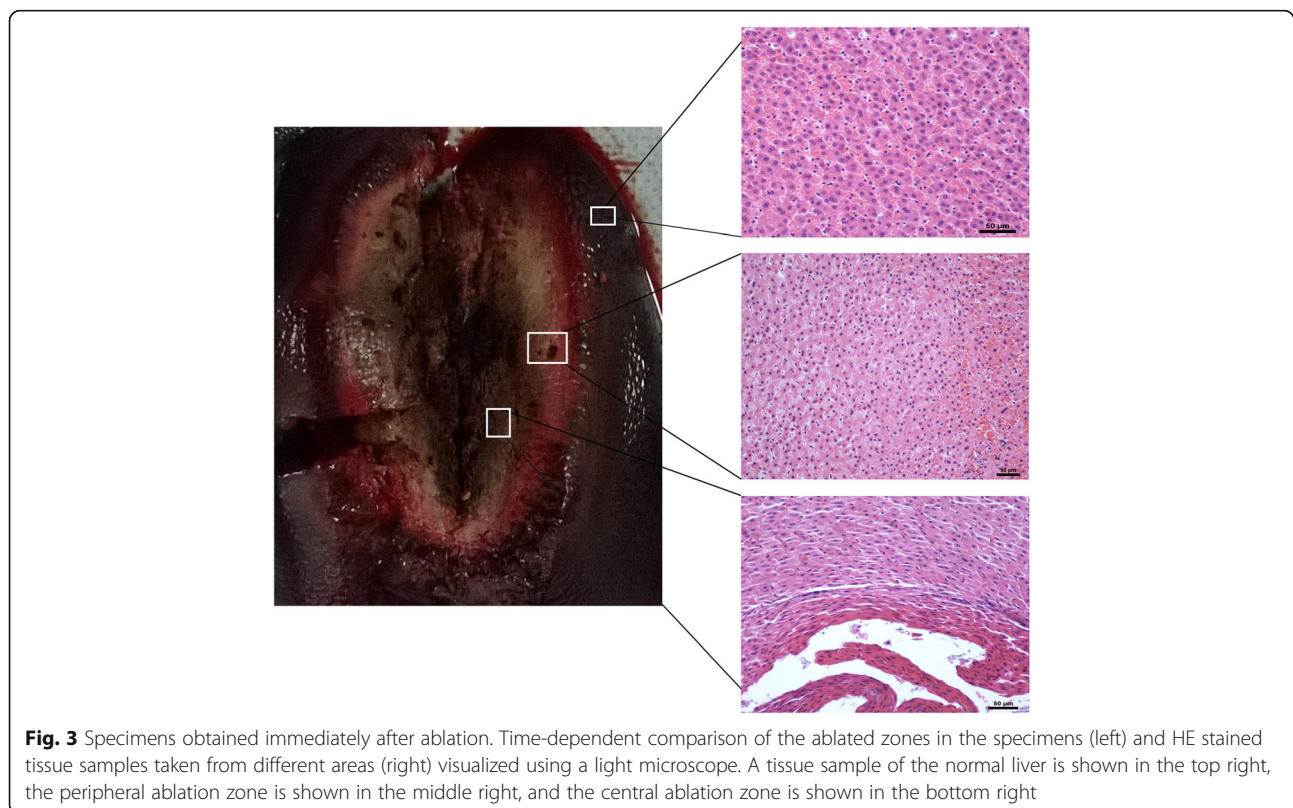 50 µm
50 µm
50 µm
Fig. 3 Specimens obtained immediately after ablation. Time-dependent comparison of the ablated zones in the specimens (left) and HE stained
tissue samples taken from different areas (right) visualized using a light microscope. A tissue sample of the normal liver is shown in the top right,
the peripheral ablation zone is shown in the middle right, and the central ablation zone is shown in the bottom right